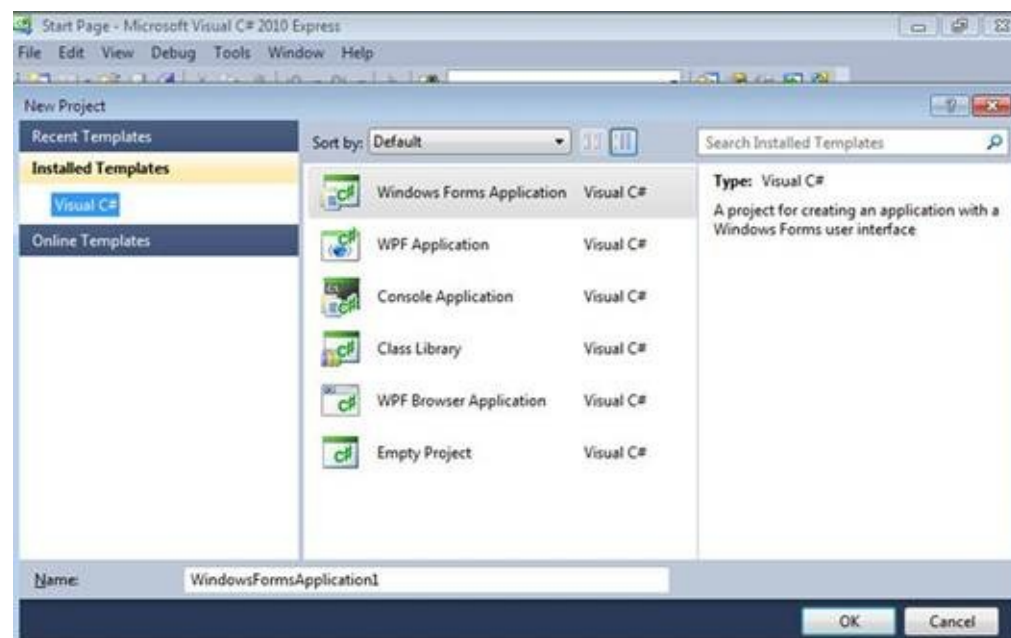 Start Page - Microsoft Visual C# 2010 Express
File Edit View Debug Tools Window Help
New Project
Recent Templates
Installed Templates
Visual C#
Online Templates
Sort by: Default
Windows Forms Application Visual C#
WPF Application Visual C#
Console Application Visual C#
Class Library Visual C#
WPF Browser Application Visual C#
Empty Project Visual C#
Search Installed Templates
Type: Visual C#
A project for creating an application with a
Windows Forms user interface
Name: WindowsFormsApplication1
OK Cancel